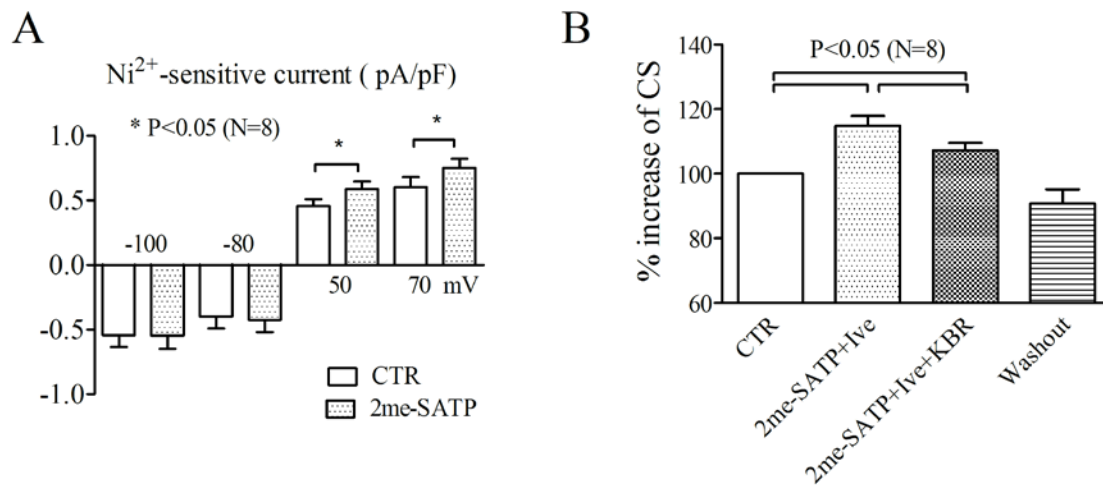 A
Ni²⁺-sensitive current ( pA/pF)
* P<0.05 (N=8)
1.0
0.5
0.0
-0.5
-1.0
-100
-80
50
70 mV
*
*
CTR
2me-SATP
B
P<0.05 (N=8)
% increase of CS
140
120
100
80
60
CTR
2me-SATP+Ive
2me-SATP+Ive+KBR
Washout